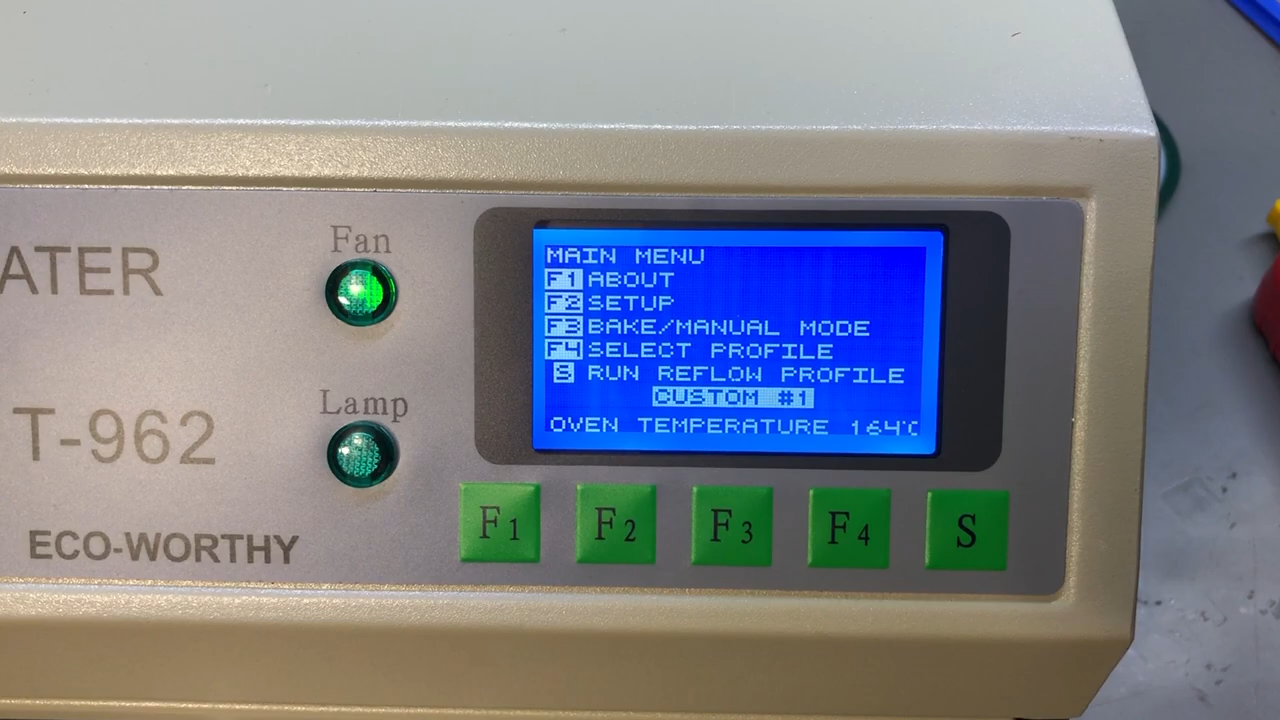 ATER
Fan
T-962
Lamp
ECO-WORTHY
MAIN MENU
F1 ABOUT
F2 SETUP
F3 BAKE/MANUAL MODE
F4 SELECT PROFILE
S RUN REFLOW PROFILE
CUSTOM #1
OVEN TEMPERATURE 164°C
F1 F2 F3 F4 S